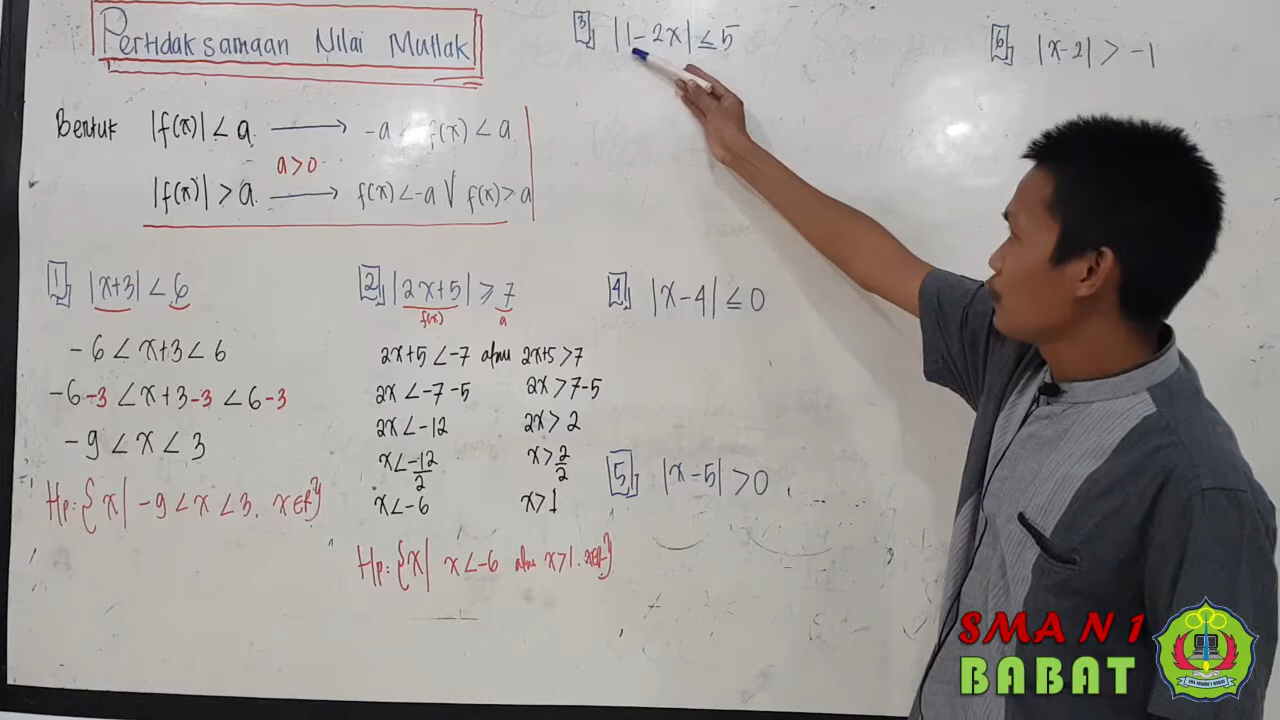 Pertidaksamaan Nilai Mutlak
Bentuk |f(x)| < a. → -a < f(x) < a
a > 0
|f(x)| > a. → f(x) < -a V f(x) > a
1 |x+3| < 6
-6 < x+3 < 6
-6-3 < x+3-3 < 6-3
-9 < x < 3
Hp: {x| -9 < x < 3. x∈R}
2 |2x+5| > 7
f(x) a
2x+5 < -7 atau 2x+5 > 7
2x < -7-5 2x > 7-5
2x < -12 2x > 2
x < -12/2 x > 2/2
x < -6 x > 1
Hp: {x| x < -6 atau x > 1. x∈R}
3 |1-2x| ≤ 5
4 |x-4| ≤ 0
5 |x-5| > 0
6 |x-2| > -1
SMA N 1
BABAT